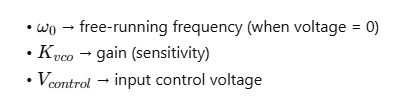 • ω₀ → free-running frequency (when voltage = 0)
• K_vco → gain (sensitivity)
• V_control → input control voltage